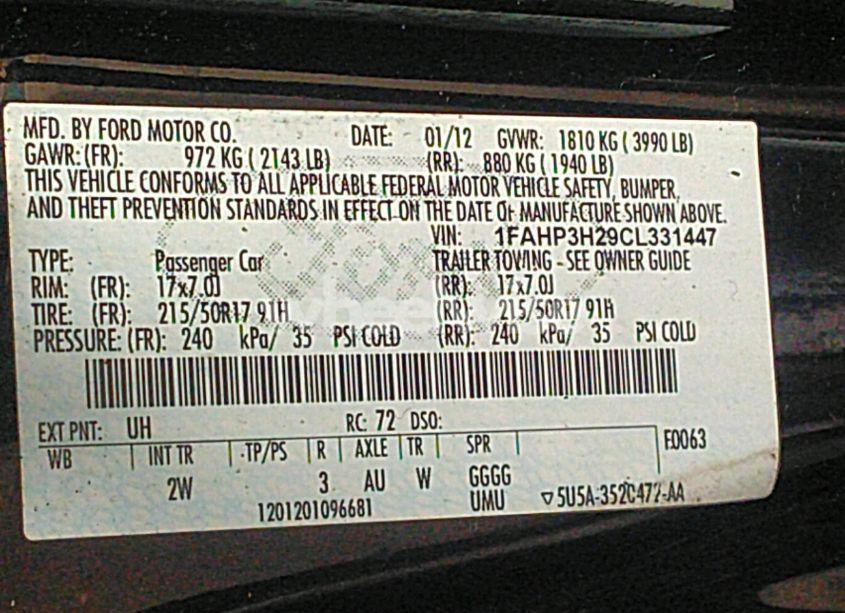 MFD. BY FORD MOTOR CO. DATE: 01/12 GVWR: 1810 KG ( 3990 LB)
GAWR:(FR): 972 KG ( 2143 LB) (RR): 880 KG ( 1940 LB)
THIS VEHICLE CONFORMS TO ALL APPLICABLE FEDERAL MOTOR VEHICLE SAFETY, BUMPER,
AND THEFT PREVENTION STANDARDS IN EFFECT ON THE DATE OF MANUFACTURE SHOWN ABOVE.
VIN: 1FAHP3H29CL331447
TYPE: Passenger Car TRAILER TOWING - SEE OWNER GUIDE
RIM: (FR): 17x7.0J (RR): 17x7.0J
TIRE: (FR): 215/50R17 91H (RR): 215/50R17 91H
PRESSURE: (FR): 240 kPa/ 35 PSI COLD (RR): 240 kPa/ 35 PSI COLD
EXT PNT: UH RC: 72 DSO:
WB INT TR TP/PS R AXLE TR SPR F0063
2W 3 AU W GGGG
1201201096681 UMU 5U5A-352C472-AA